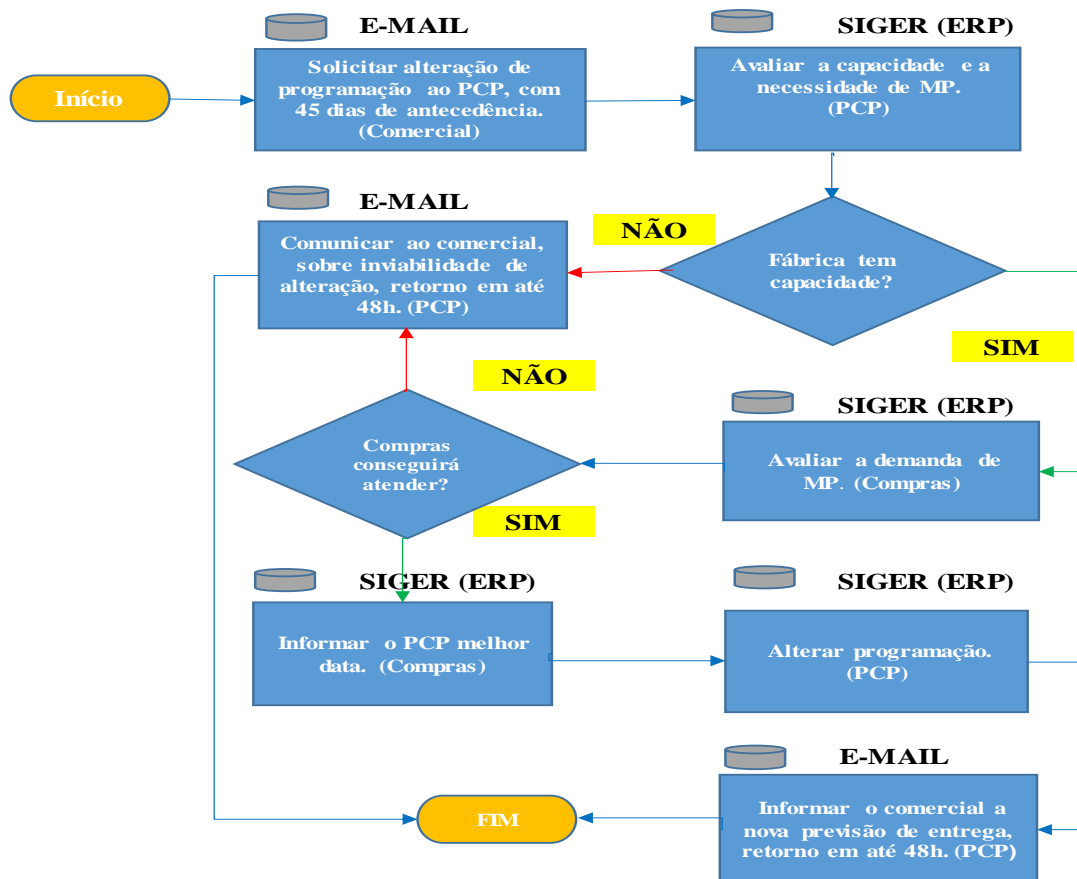 E-MAIL
SIGER (ERP)
Início
Solicitar alteração de
programação ao PCP, com
45 dias de antecedência.
(Comercial)
Avaliar a capacidade e a
necessidade de MP.
(PCP)
E-MAIL
NÃO
Comunicar ao comercial,
sobre inviabilidade de
alteração, retorno em até
48h. (PCP)
Fábrica tem
capacidade?
SIM
NÃO
SIGER (ERP)
Compras
conseguirá
atender?
Avaliar a demanda de
MP. (Compras)
SIM
SIGER (ERP)
SIGER (ERP)
Informar o PCP melhor
data. (Compras)
Alterar programação.
(PCP)
E-MAIL
FIM
Informar o comercial a
nova previsão de entrega,
retorno em até 48h. (PCP)